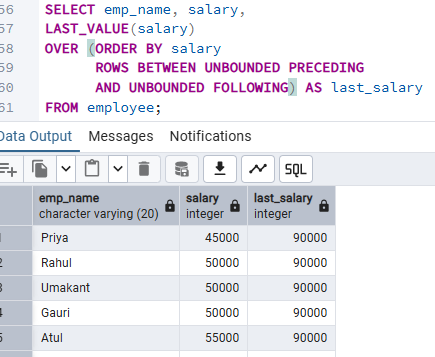 56 SELECT emp_name, salary,
57 LAST_VALUE(salary)
58 OVER (ORDER BY salary
59 ROWS BETWEEN UNBOUNDED PRECEDING
60 AND UNBOUNDED FOLLOWING) AS last_salary
61 FROM employee;
Data Output Messages Notifications
SQL
emp_name salary last_salary
character varying (20) integer integer
1 Priya 45000 90000
2 Rahul 50000 90000
3 Umakant 50000 90000
4 Gauri 50000 90000
5 Atul 55000 90000